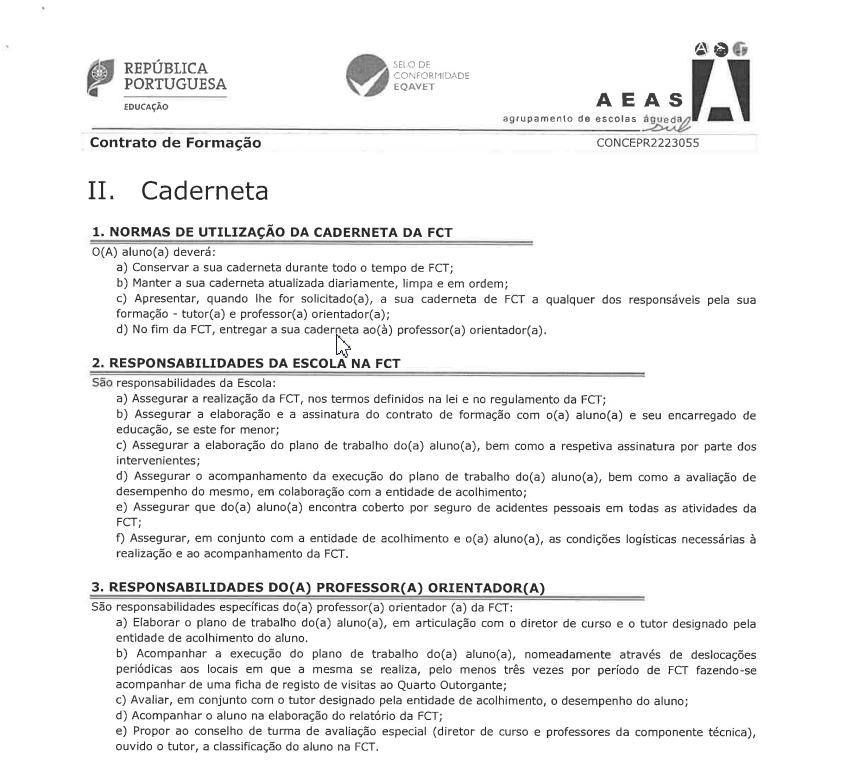 REPÚBLICA
PORTUGUESA
EDUCAÇÃO
SELO DE
CONFORMIDADE
EQAVET
A E A S
agrupamento de escolas águeda
sul
Contrato de Formação CONCEPR2223055
II. Caderneta
1. NORMAS DE UTILIZAÇÃO DA CADERNETA DA FCT
O(A) aluno(a) deverá:
a) Conservar a sua caderneta durante todo o tempo de FCT;
b) Manter a sua caderneta atualizada diariamente, limpa e em ordem;
c) Apresentar, quando lhe for solicitado(a), a sua caderneta de FCT a qualquer dos responsáveis pela sua
formação - tutor(a) e professor(a) orientador(a);
d) No fim da FCT, entregar a sua caderneta ao(à) professor(a) orientador(a).
2. RESPONSABILIDADES DA ESCOLA NA FCT
São responsabilidades da Escola:
a) Assegurar a realização da FCT, nos termos definidos na lei e no regulamento da FCT;
b) Assegurar a elaboração e a assinatura do contrato de formação com o(a) aluno(a) e seu encarregado de
educação, se este for menor;
c) Assegurar a elaboração do plano de trabalho do(a) aluno(a), bem como a respetiva assinatura por parte dos
intervenientes;
d) Assegurar o acompanhamento da execução do plano de trabalho do(a) aluno(a), bem como a avaliação de
desempenho do mesmo, em colaboração com a entidade de acolhimento;
e) Assegurar que do(a) aluno(a) encontra coberto por seguro de acidentes pessoais em todas as atividades da
FCT;
f) Assegurar, em conjunto com a entidade de acolhimento e o(a) aluno(a), as condições logísticas necessárias à
realização e ao acompanhamento da FCT.
3. RESPONSABILIDADES DO(A) PROFESSOR(A) ORIENTADOR(A)
São responsabilidades específicas do(a) professor(a) orientador (a) da FCT:
a) Elaborar o plano de trabalho do(a) aluno(a), em articulação com o diretor de curso e o tutor designado pela
entidade de acolhimento do aluno.
b) Acompanhar a execução do plano de trabalho do(a) aluno(a), nomeadamente através de deslocações
periódicas aos locais em que a mesma se realiza, pelo menos três vezes por período de FCT fazendo-se
acompanhar de uma ficha de registo de visitas ao Quarto Outorgante;
c) Avaliar, em conjunto com o tutor designado pela entidade de acolhimento, o desempenho do aluno;
d) Acompanhar o aluno na elaboração do relatório da FCT;
e) Propor ao conselho de turma de avaliação especial (diretor de curso e professores da componente técnica),
ouvido o tutor, a classificação do aluno na FCT.